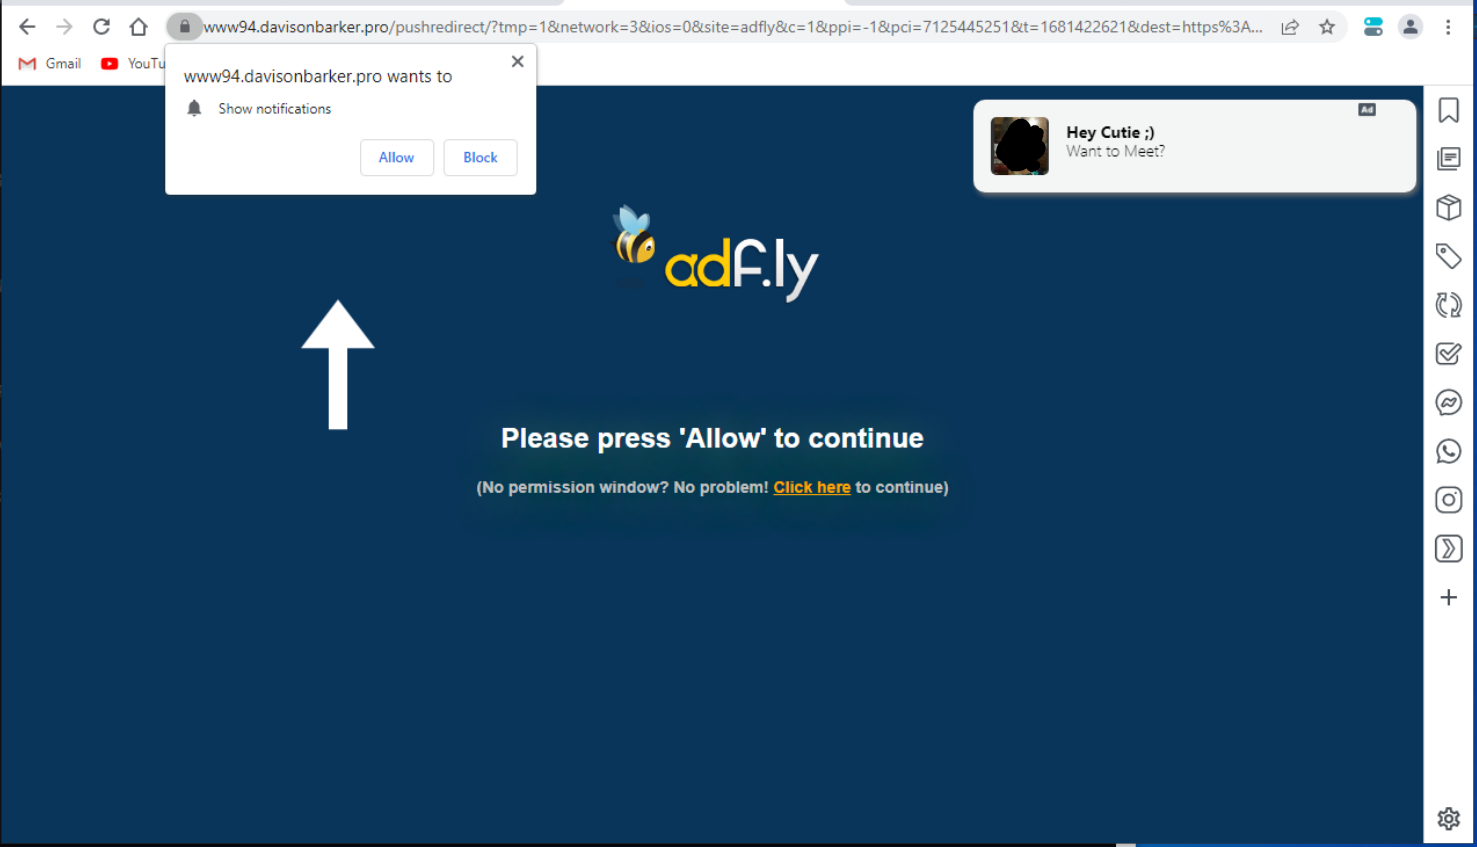 www94.davisonbarker.pro/pushredirect/?tmp=1&network=3&ios=0&site=adfly&c=1&ppi=-1&pci=7125445251&t=1681422621&dest=https%3A...
Gmail YouTu
www94.davisonbarker.pro wants to
Show notifications
Allow Block
Ad
Hey Cutie ;)
Want to Meet?
adf.ly
Please press 'Allow' to continue
(No permission window? No problem! Click here to continue)